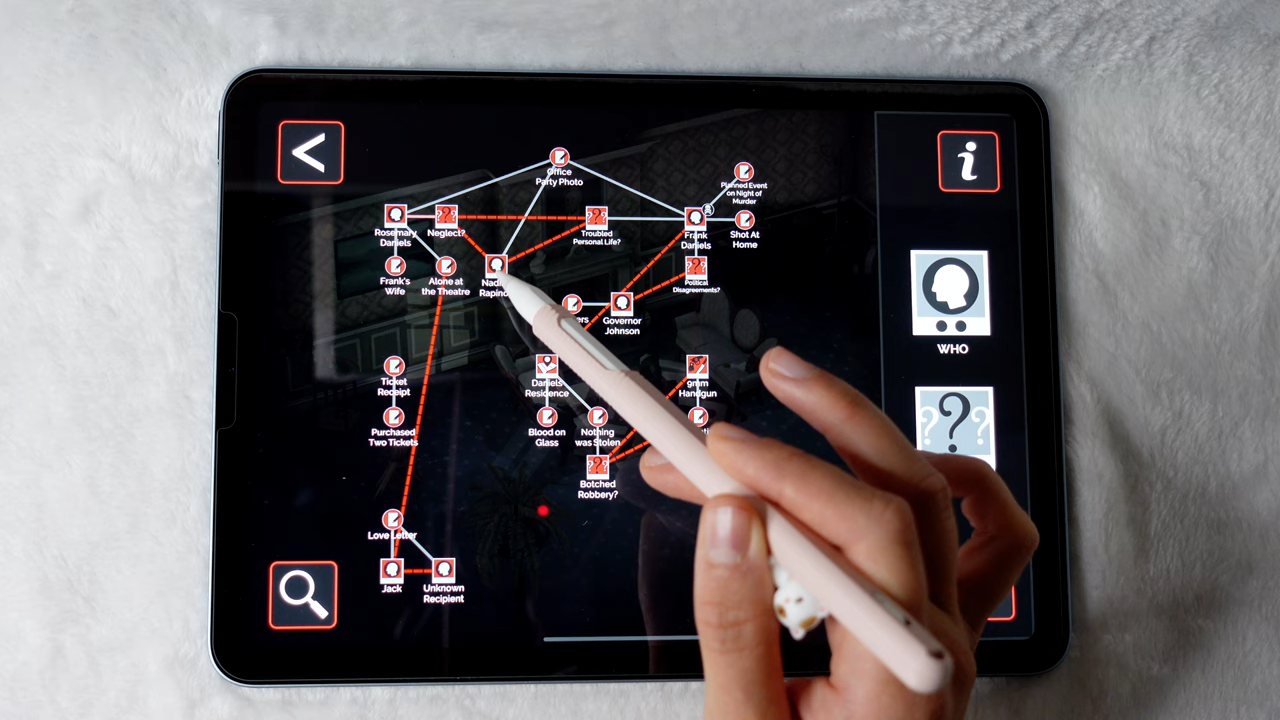 Office
Party Photo
Planned Event
on Night of
Murder
Rosemary
Daniels
Neglect?
Troubled
Personal Life?
Frank
Daniels
Shot At
Home
Frank's
Wife
Alone at
the Theatre
Political
Disagreements?
Governor
Johnson
WHO
Ticket
Receipt
Daniels
Residence
9mm
Handgun
Purchased
Two Tickets
Blood on
Glass
Nothing
was Stolen
Botched
Robbery?
Love Letter
Jack
Unknown
Recipient